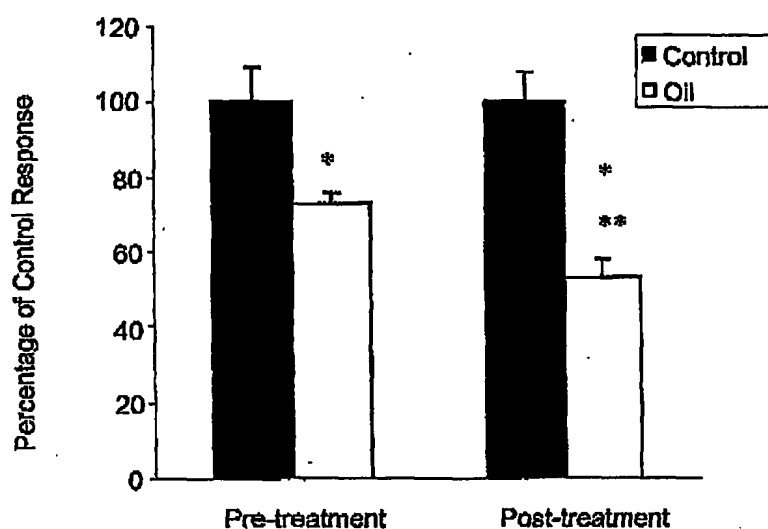 120
100
80
60
40
20
0
Percentage of Control Response
Control
Oil
*
*
**
Pre-treatment
Post-treatment